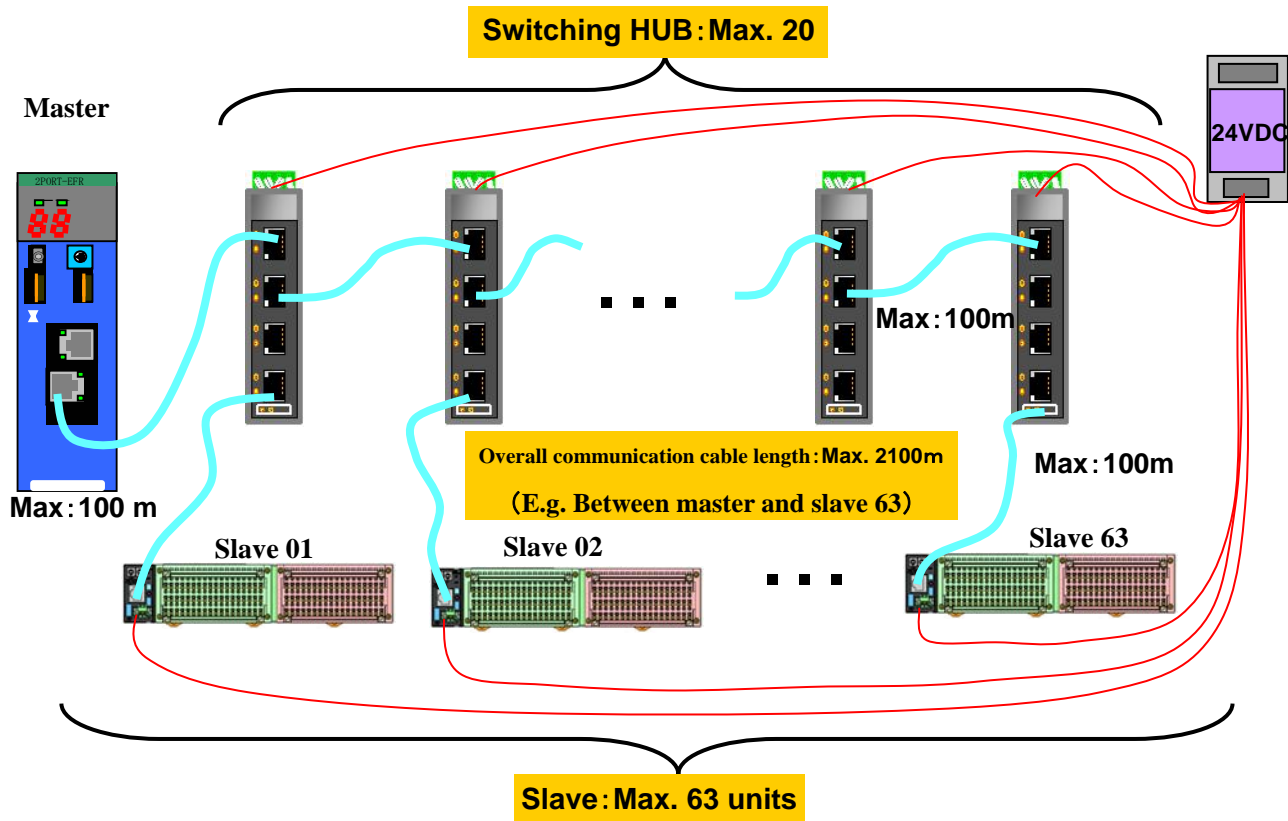 Switching HUB：Max. 20
Master
24VDC
2PORT-EFR
88
Max：100m
Overall communication cable length：Max. 2100m
（E.g. Between master and slave 63）
Max：100m
Max：100 m
Slave 01
Slave 02
Slave 63
Slave：Max. 63 units